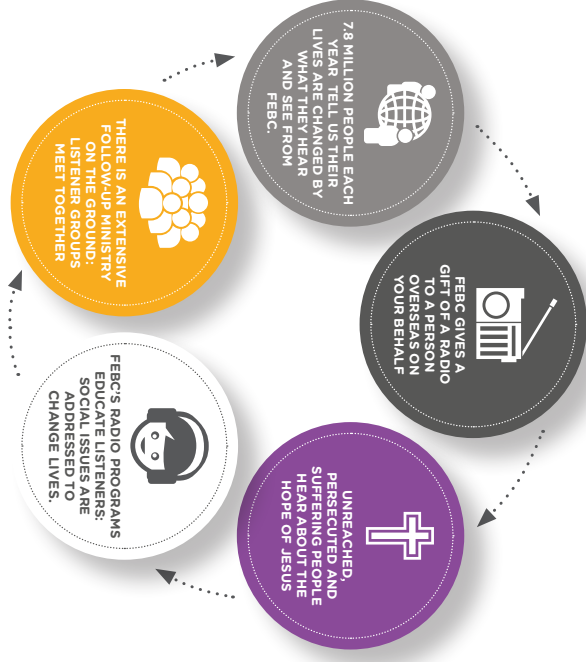 FEBC GIVES A
GIFT OF A RADIO
TO A PERSON
OVERSEAS ON
YOUR BEHALF
UNREACHED,
PERSECUTED AND
SUFFERING PEOPLE
HEAR ABOUT THE
HOPE OF JESUS
FEBC'S RADIO PROGRAMS
EDUCATE LISTENERS:
SOCIAL ISSUES ARE
ADDRESSED TO
CHANGE LIVES.
THERE IS AN EXTENSIVE
FOLLOW-UP MINISTRY
ON THE GROUND:
LISTENER GROUPS
MEET TOGETHER
7.8 MILLION PEOPLE EACH
YEAR TELL US THEIR
LIVES ARE CHANGED BY
WHAT THEY HEAR
AND SEE FROM
FEBC.